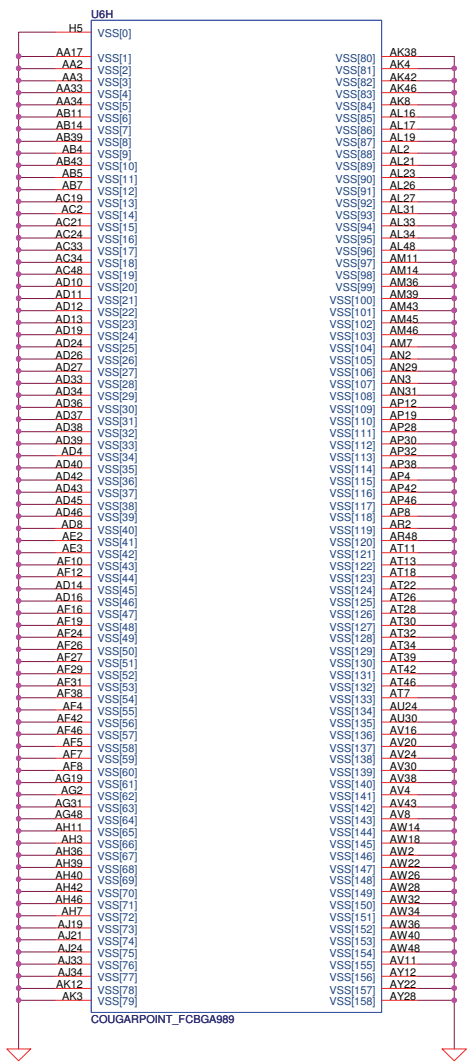 U6H
H5 VSS[0]
AA17 VSS[1]
AA2 VSS[2]
AA3 VSS[3]
AA33 VSS[4]
AA34 VSS[5]
AB11 VSS[6]
AB14 VSS[7]
AB39 VSS[8]
AB4 VSS[9]
AB43 VSS[10]
AB5 VSS[11]
AB7 VSS[12]
AC19 VSS[13]
AC2 VSS[14]
AC21 VSS[15]
AC24 VSS[16]
AC33 VSS[17]
AC34 VSS[18]
AC48 VSS[19]
AD10 VSS[20]
AD11 VSS[21]
AD12 VSS[22]
AD13 VSS[23]
AD19 VSS[24]
AD24 VSS[25]
AD26 VSS[26]
AD27 VSS[27]
AD33 VSS[28]
AD34 VSS[29]
AD36 VSS[30]
AD37 VSS[31]
AD38 VSS[32]
AD39 VSS[33]
AD4 VSS[34]
AD40 VSS[35]
AD42 VSS[36]
AD43 VSS[37]
AD45 VSS[38]
AD46 VSS[39]
AD8 VSS[40]
AE2 VSS[41]
AE3 VSS[42]
AF10 VSS[43]
AF12 VSS[44]
AD14 VSS[45]
AD16 VSS[46]
AF16 VSS[47]
AF19 VSS[48]
AF24 VSS[49]
AF26 VSS[50]
AF27 VSS[51]
AF29 VSS[52]
AF31 VSS[53]
AF38 VSS[54]
AF4 VSS[55]
AF42 VSS[56]
AF46 VSS[57]
AF5 VSS[58]
AF7 VSS[59]
AF8 VSS[60]
AG19 VSS[61]
AG2 VSS[62]
AG31 VSS[63]
AG48 VSS[64]
AH11 VSS[65]
AH3 VSS[66]
AH36 VSS[67]
AH39 VSS[68]
AH40 VSS[69]
AH42 VSS[70]
AH46 VSS[71]
AH7 VSS[72]
AJ19 VSS[73]
AJ21 VSS[74]
AJ24 VSS[75]
AJ33 VSS[76]
AJ34 VSS[77]
AK12 VSS[78]
AK3 VSS[79]
VSS[80] AK38
VSS[81] AK4
VSS[82] AK42
VSS[83] AK46
VSS[84] AK8
VSS[85] AL16
VSS[86] AL17
VSS[87] AL19
VSS[88] AL2
VSS[89] AL21
VSS[90] AL23
VSS[91] AL26
VSS[92] AL27
VSS[93] AL31
VSS[94] AL33
VSS[95] AL34
VSS[96] AL48
VSS[97] AM11
VSS[98] AM14
VSS[99] AM36
VSS[100] AM39
VSS[101] AM43
VSS[102] AM45
VSS[103] AM46
VSS[104] AM7
VSS[105] AN2
VSS[106] AN29
VSS[107] AN3
VSS[108] AN31
VSS[109] AP12
VSS[110] AP19
VSS[111] AP28
VSS[112] AP30
VSS[113] AP32
VSS[114] AP38
VSS[115] AP4
VSS[116] AP42
VSS[117] AP46
VSS[118] AP8
VSS[119] AR2
VSS[120] AR48
VSS[121] AT11
VSS[122] AT13
VSS[123] AT18
VSS[124] AT22
VSS[125] AT26
VSS[126] AT28
VSS[127] AT30
VSS[128] AT32
VSS[129] AT34
VSS[130] AT39
VSS[131] AT42
VSS[132] AT46
VSS[133] AT7
VSS[134] AU24
VSS[135] AU30
VSS[136] AV16
VSS[137] AV20
VSS[138] AV24
VSS[139] AV30
VSS[140] AV38
VSS[141] AV4
VSS[142] AV43
VSS[143] AV8
VSS[144] AW14
VSS[145] AW18
VSS[146] AW2
VSS[147] AW22
VSS[148] AW26
VSS[149] AW28
VSS[150] AW32
VSS[151] AW34
VSS[152] AW36
VSS[153] AW40
VSS[154] AW48
VSS[155] AV11
VSS[156] AY12
VSS[157] AY22
VSS[158] AY28
COUGARPOINT_FCBGA989